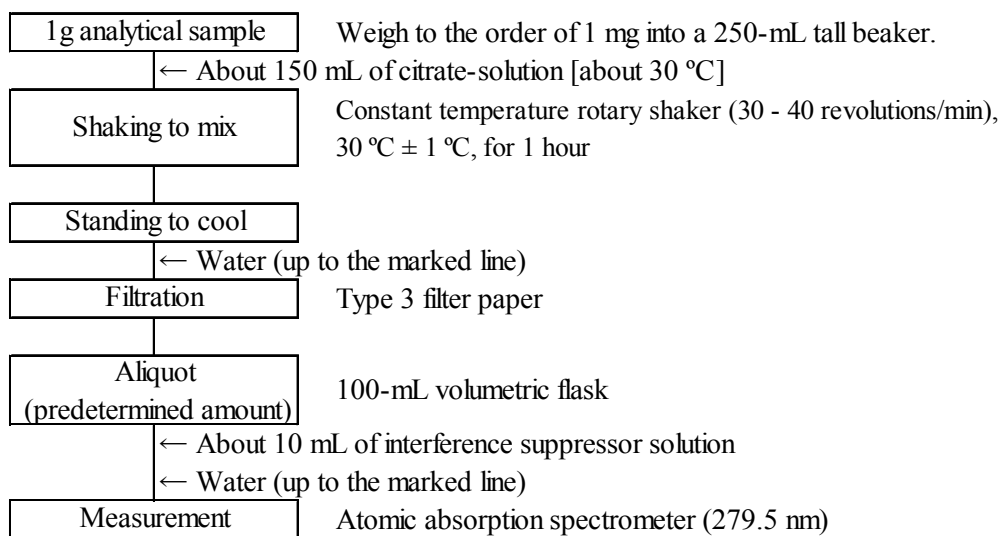 1g analytical sample Weigh to the order of 1 mg into a 250-mL tall beaker.
← About 150 mL of citrate-solution [about 30 ºC]
Shaking to mix Constant temperature rotary shaker (30 - 40 revolutions/min),
30 ºC ± 1 ºC, for 1 hour
Standing to cool
← Water (up to the marked line)
Filtration Type 3 filter paper
Aliquot
(predetermined amount) 100-mL volumetric flask
← About 10 mL of interference suppressor solution
← Water (up to the marked line)
Measurement Atomic absorption spectrometer (279.5 nm)